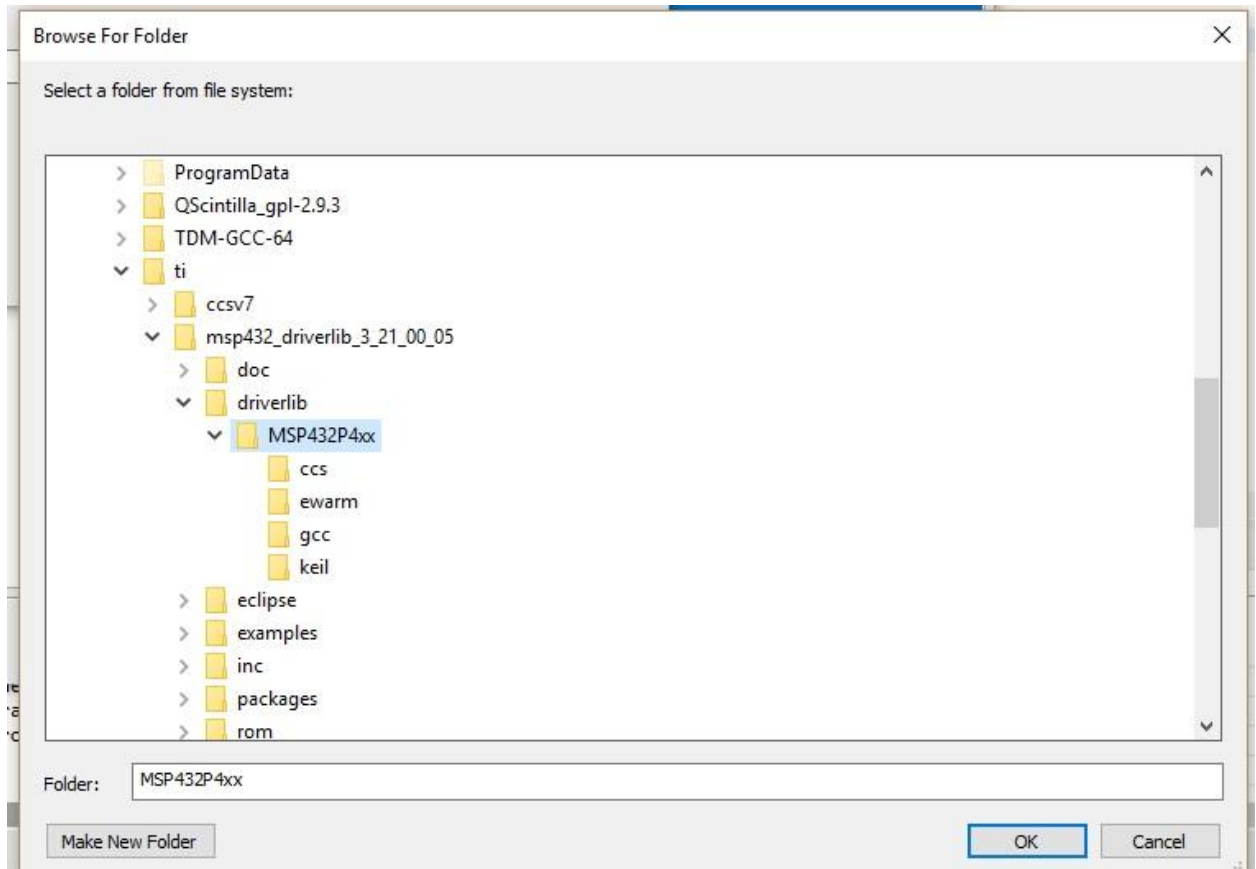 Browse For Folder
Select a folder from file system:
ProgramData
QScintilla_gpl-2.9.3
TDM-GCC-64
ti
ccsv7
msp432_driverlib_3_21_00_05
doc
driverlib
MSP432P4xx
ccs
ewarm
gcc
keil
eclipse
examples
inc
packages
rom
Folder: MSP432P4xx
Make New Folder OK Cancel